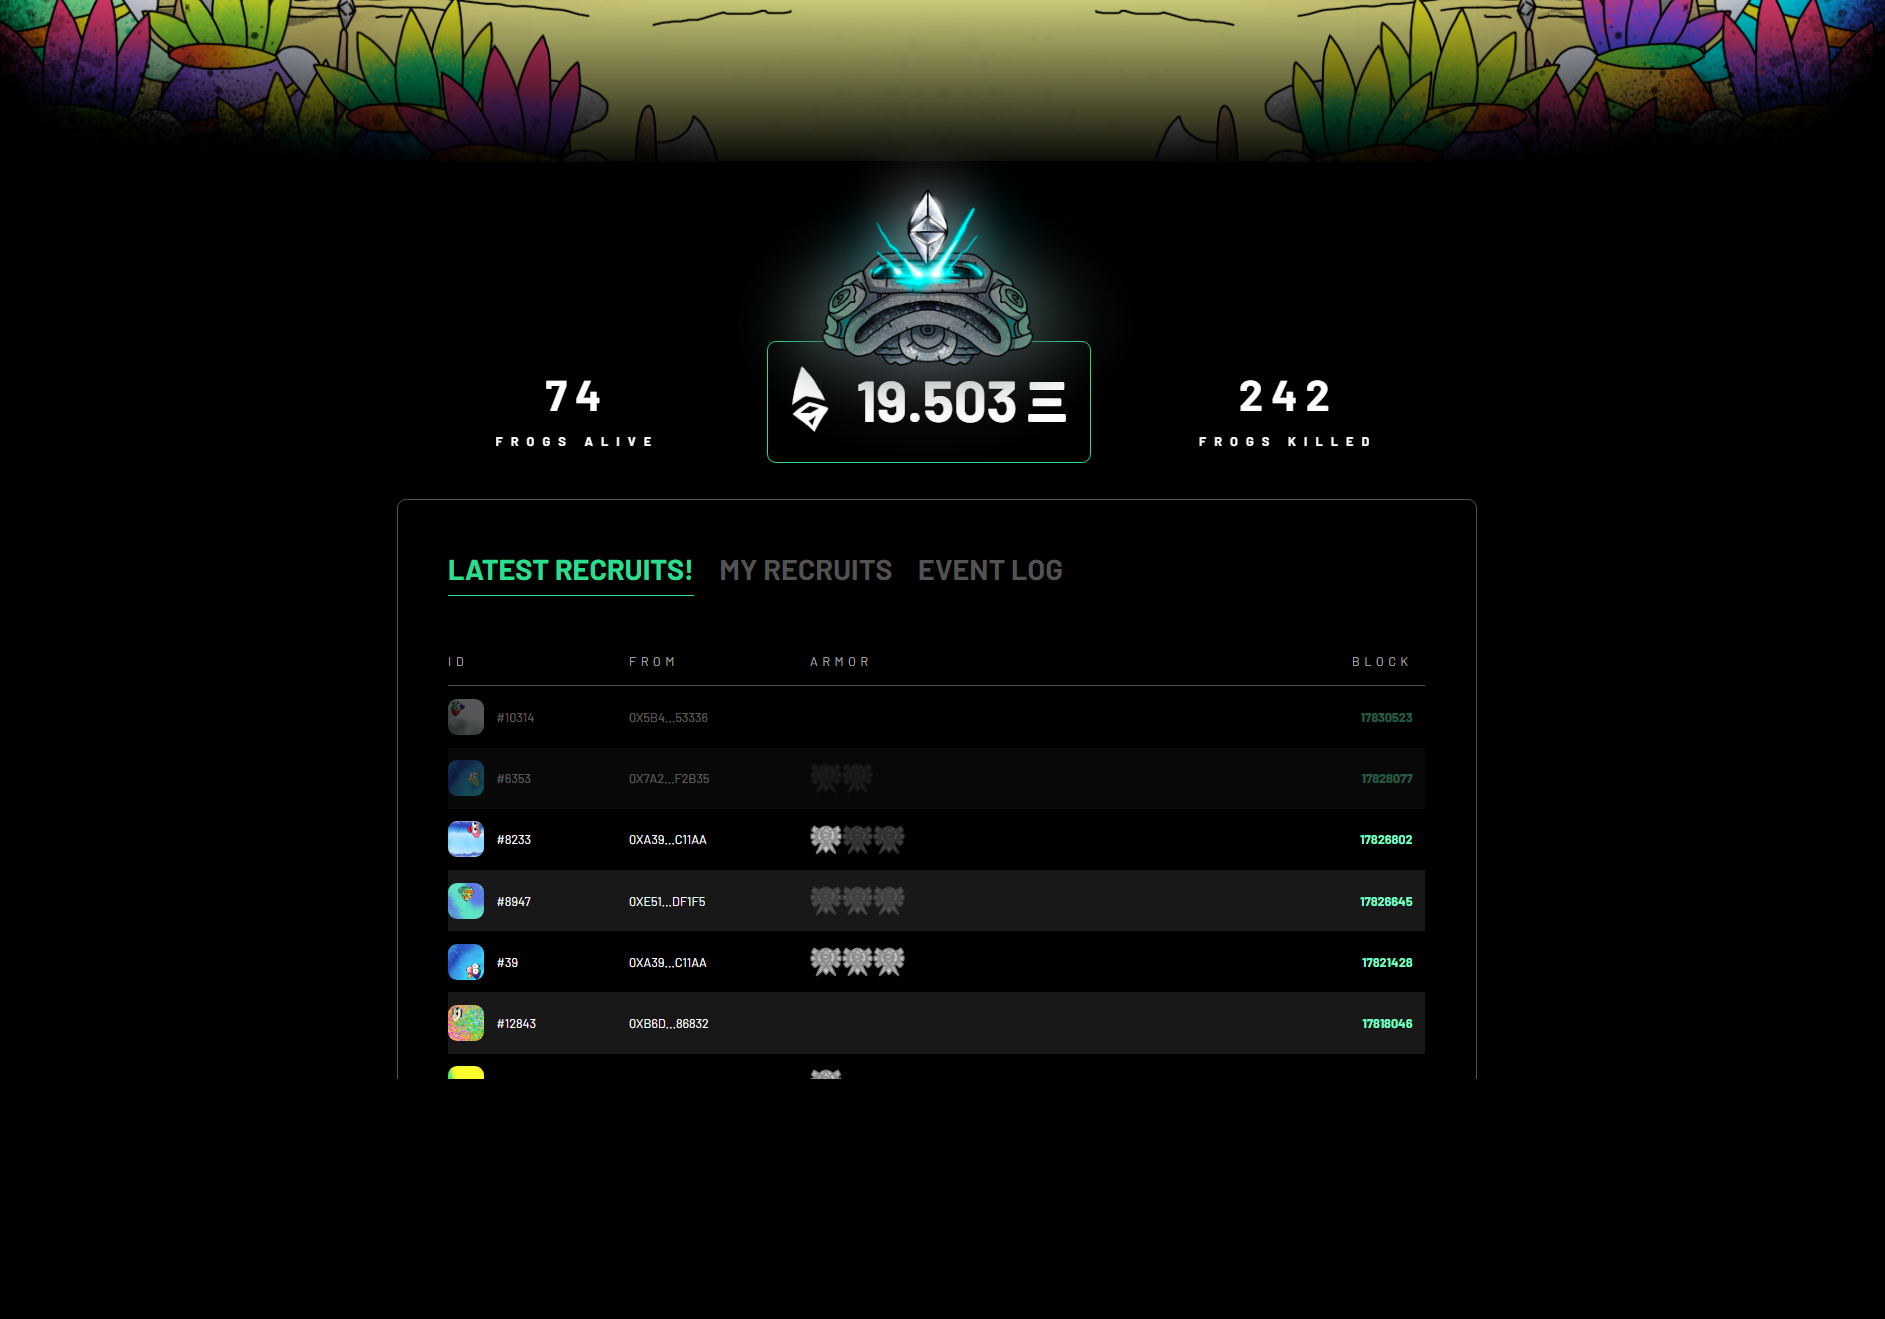 74
FROGS ALIVE
19.503 Ξ
242
FROGS KILLED
LATEST RECRUITS! MY RECRUITS EVENT LOG
ID FROM ARMOR BLOCK
#10314 0X5B4...53336 17830523
#6353 0X7A2...F2B35 17828077
#8233 0XA39...C11AA 17826802
#8947 0XE51...DF1F5 17826645
#39 0XA39...C11AA 17821428
#12843 0XB6D...86832 17818046